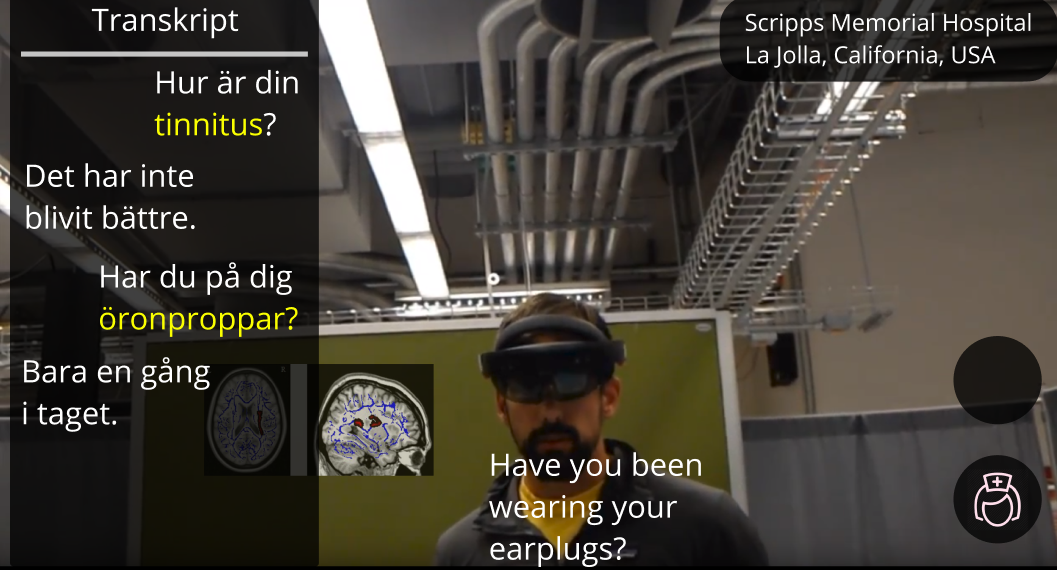 Transkript
Hur är din
tinnitus?
Det har inte
blivit bättre.
Har du på dig
öronproppar?
Bara en gång
i taget.
Scripps Memorial Hospital
La Jolla, California, USA
Have you been
wearing your
earplugs?